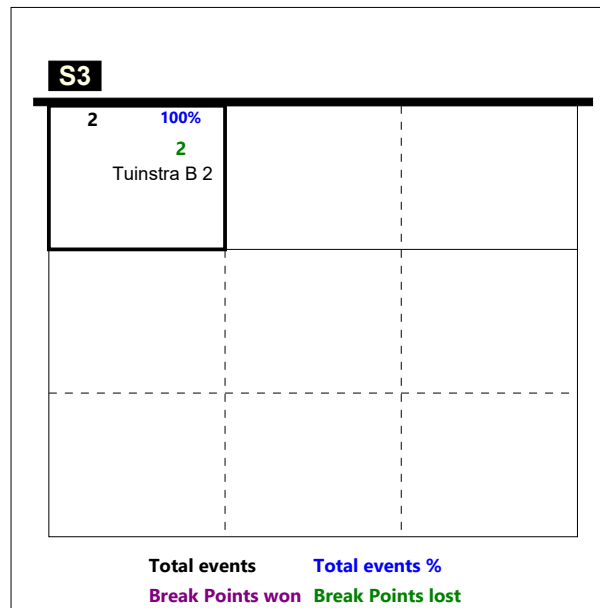 S3
2 100%
2
Tuinstra B 2
Total events Total events %
Break Points won Break Points lost